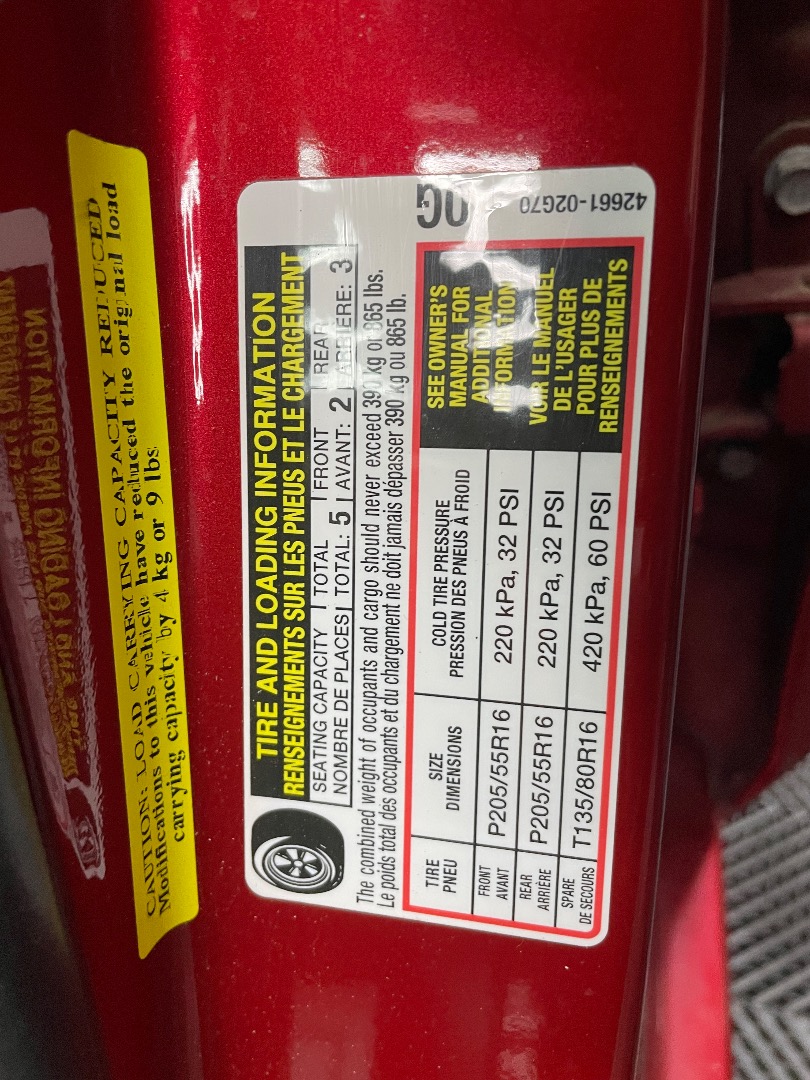 CAUTION: LOAD CARRYING CAPACITY REDUCED
Modifications to this vehicle have reduced the original load
carrying capacity by 4 kg or 9 lbs
TIRE AND LOADING INFORMATION
RENSEIGNEMENTS SUR LES PNEUS ET LE CHARGEMENT
SEATING CAPACITY | TOTAL | FRONT | REAR
NOMBRE DE PLACES | TOTAL: 5 | AVANT: 2 | ARRIÈRE: 3
The combined weight of occupants and cargo should never exceed 390 kg or 865 lbs.
Le poids total des occupants et du chargement ne doit jamais dépasser 390 kg ou 865 lb.
TIRE SIZE COLD TIRE PRESSURE
PNEU DIMENSIONS PRESSION DES PNEUS À FROID
FRONT
AVANT P205/55R16 220 kPa, 32 PSI
REAR
ARRIÈRE P205/55R16 220 kPa, 32 PSI
SPARE
DE SECOURS T135/80R16 420 kPa, 60 PSI
SEE OWNER'S
MANUAL FOR
ADDITIONAL
INFORMATION
VOIR LE MANUEL
DE L'USAGER
POUR PLUS DE
RENSEIGNEMENTS
0G
42661-02G70